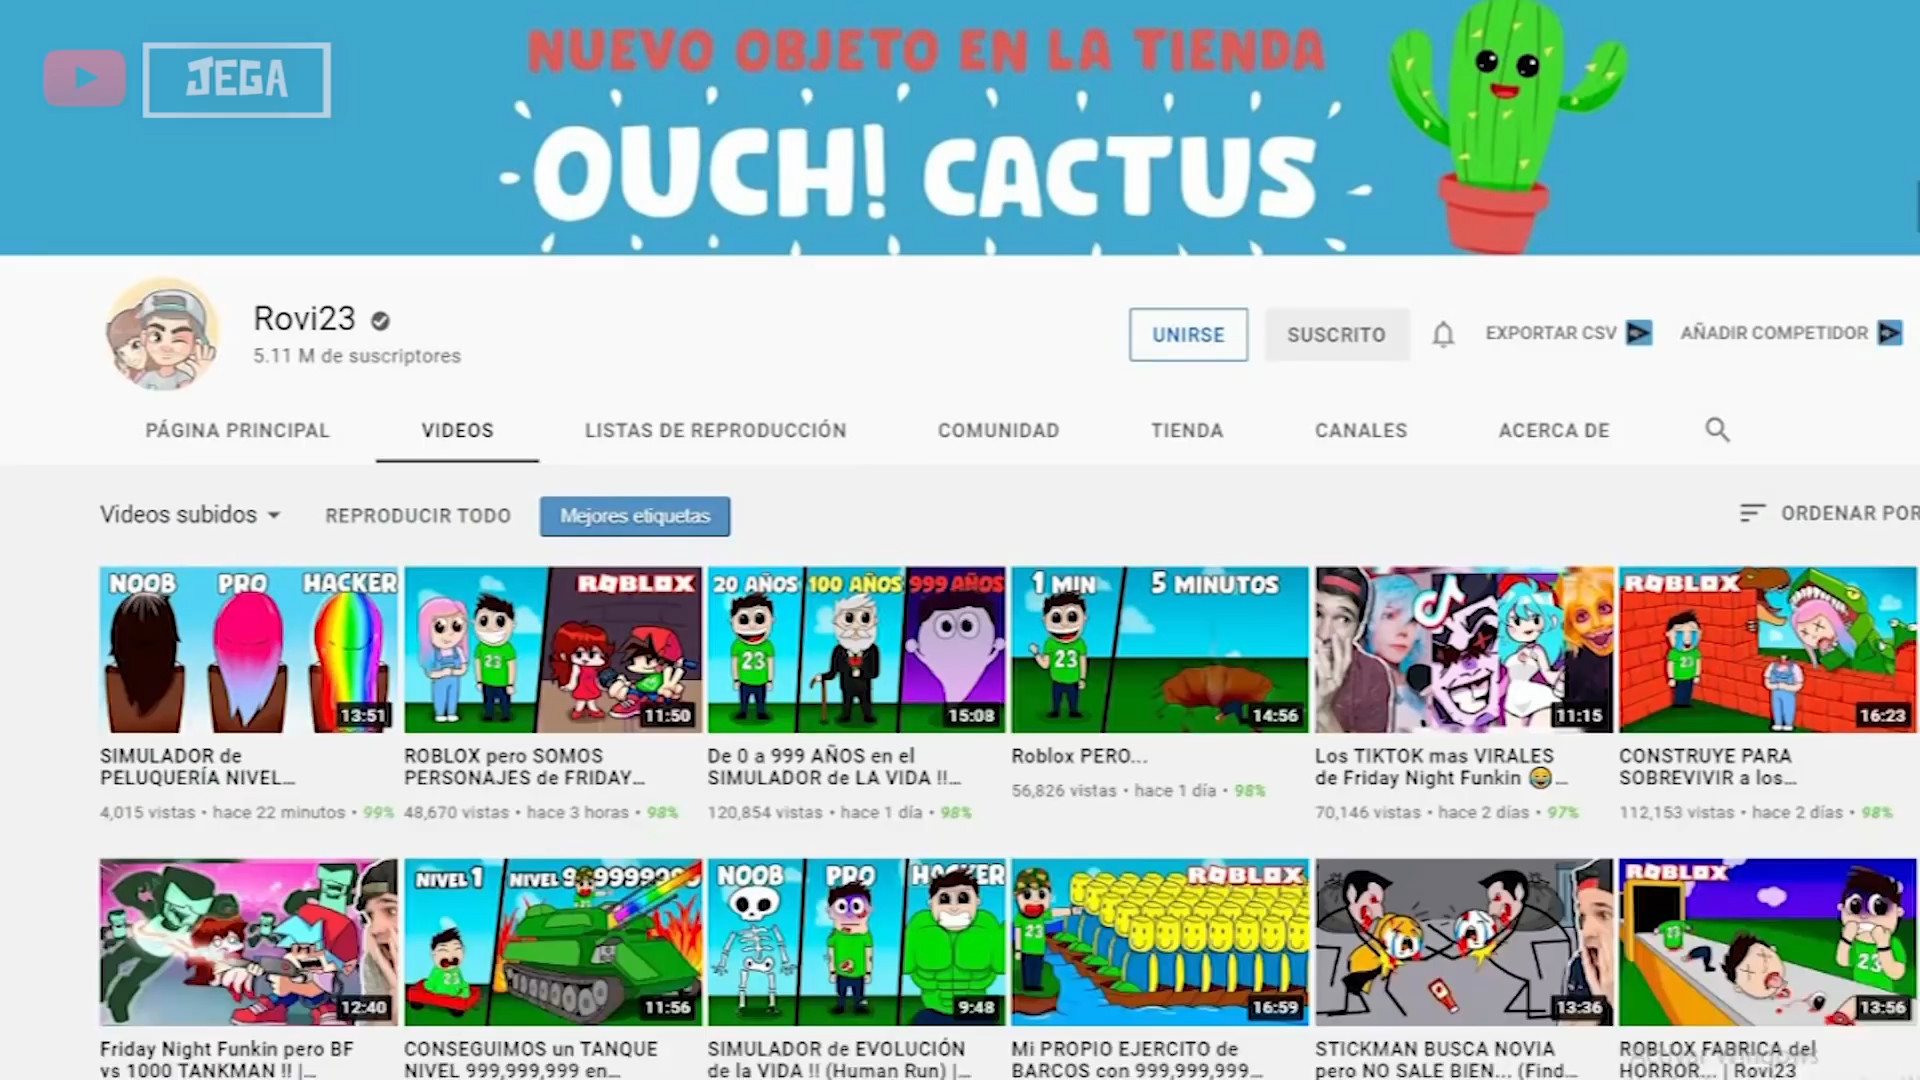 NUEVO OBJETO EN LA TIENDA
JEGA
OUCH! CACTUS
Rovi23
5.11 M de suscriptores
UNIRSE
SUSCRITO
EXPORTAR CSV
AÑADIR COMPETIDOR
PÁGINA PRINCIPAL
VIDEOS
LISTAS DE REPRODUCCIÓN
COMUNIDAD
TIENDA
CANALES
ACERCA DE
Videos subidos
REPRODUCIR TODO
Mejores etiquetas
ORDENAR POR
NOOB PRO HACKER
13:51
ROBLOX
23
11:50
20 AÑOS 100 AÑOS 999 AÑOS
23
15:08
1 MIN 5 MINUTOS
23
14:56
11:15
ROBLOX
23
16:23
SIMULADOR de
PELUQUERÍA NIVEL...
4,015 vistas • hace 22 minutos • 99%
ROBLOX pero SOMOS
PERSONAJES de FRIDAY...
48,670 vistas • hace 3 horas • 98%
De 0 a 999 AÑOS en el
SIMULADOR de LA VIDA !!...
120,854 vistas • hace 1 día • 98%
Roblox PERO...
56,826 vistas • hace 1 día • 98%
Los TIKTOK mas VIRALES
de Friday Night Funkin 😂...
70,146 vistas • hace 2 días • 97%
CONSTRUYE PARA
SOBREVIVIR a los...
112,153 vistas • hace 2 días • 98%
12:40
NIVEL 1
23
11:56
NOOB PRO HACKER
9:48
ROBLOX
23
16:59
13:36
ROBLOX
23
23
13:56
Friday Night Funkin pero BF
vs 1000 TANKMAN !! |...
CONSEGUIMOS un TANQUE
NIVEL 999,999,999 en...
SIMULADOR de EVOLUCIÓN
de la VIDA !! (Human Run) |...
Mi PROPIO EJERCITO de
BARCOS con 999,999,999...
STICKMAN BUSCA NOVIA
pero NO SALE BIEN... (Find...
ROBLOX FABRICA del
HORROR... | Rovi23